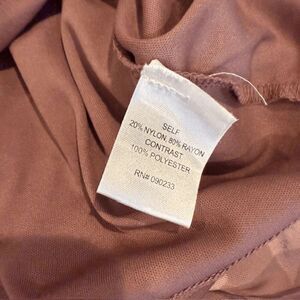 SELF
20% NYLON 80% RAYON
CONTRAST
100% POLYESTER
RN# 090233